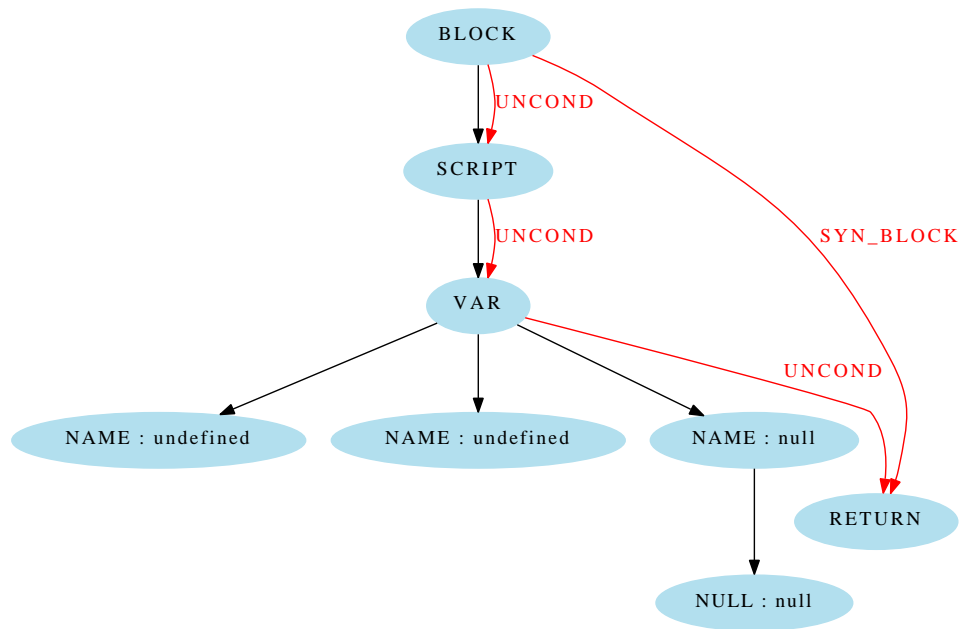 BLOCK
UNCOND
SCRIPT
UNCOND
SYN_BLOCK
VAR
UNCOND
NAME : undefined
NAME : undefined
NAME : null
RETURN
NULL : null